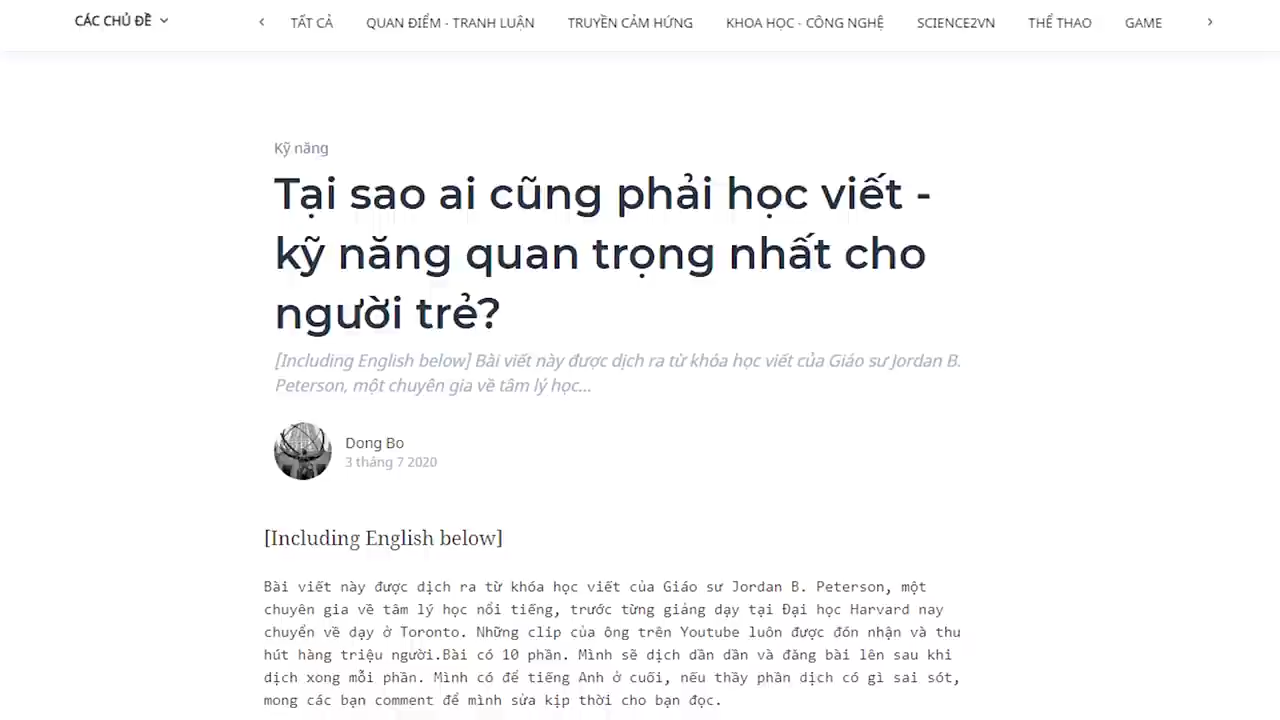 CÁC CHỦ ĐỀ TẤT CẢ QUAN ĐIỂM - TRANH LUẬN TRUYỀN CẢM HỨNG KHOA HỌC - CÔNG NGHỆ SCIENCE2VN THỂ THAO GAME
Kỹ năng
Tại sao ai cũng phải học viết -
kỹ năng quan trọng nhất cho
người trẻ?
[Including English below] Bài viết này được dịch ra từ khóa học viết của Giáo sư Jordan B.
Peterson, một chuyên gia về tâm lý học...
Dong Bo
3 tháng 7 2020
[Including English below]
Bài viết này được dịch ra từ khóa học viết của Giáo sư Jordan B. Peterson, một
chuyên gia về tâm lý học nổi tiếng, trước từng giảng dạy tại Đại học Harvard nay
chuyển về dạy ở Toronto. Những clip của ông trên Youtube luôn được đón nhận và thu
hút hàng triệu người.Bài có 10 phần. Mình sẽ dịch dần dần và đăng bài lên sau khi
dịch xong mỗi phần. Mình có để tiếng Anh ở cuối, nếu thầy phần dịch có gì sai sót,
mong các bạn comment để mình sửa kịp thời cho bạn đọc.